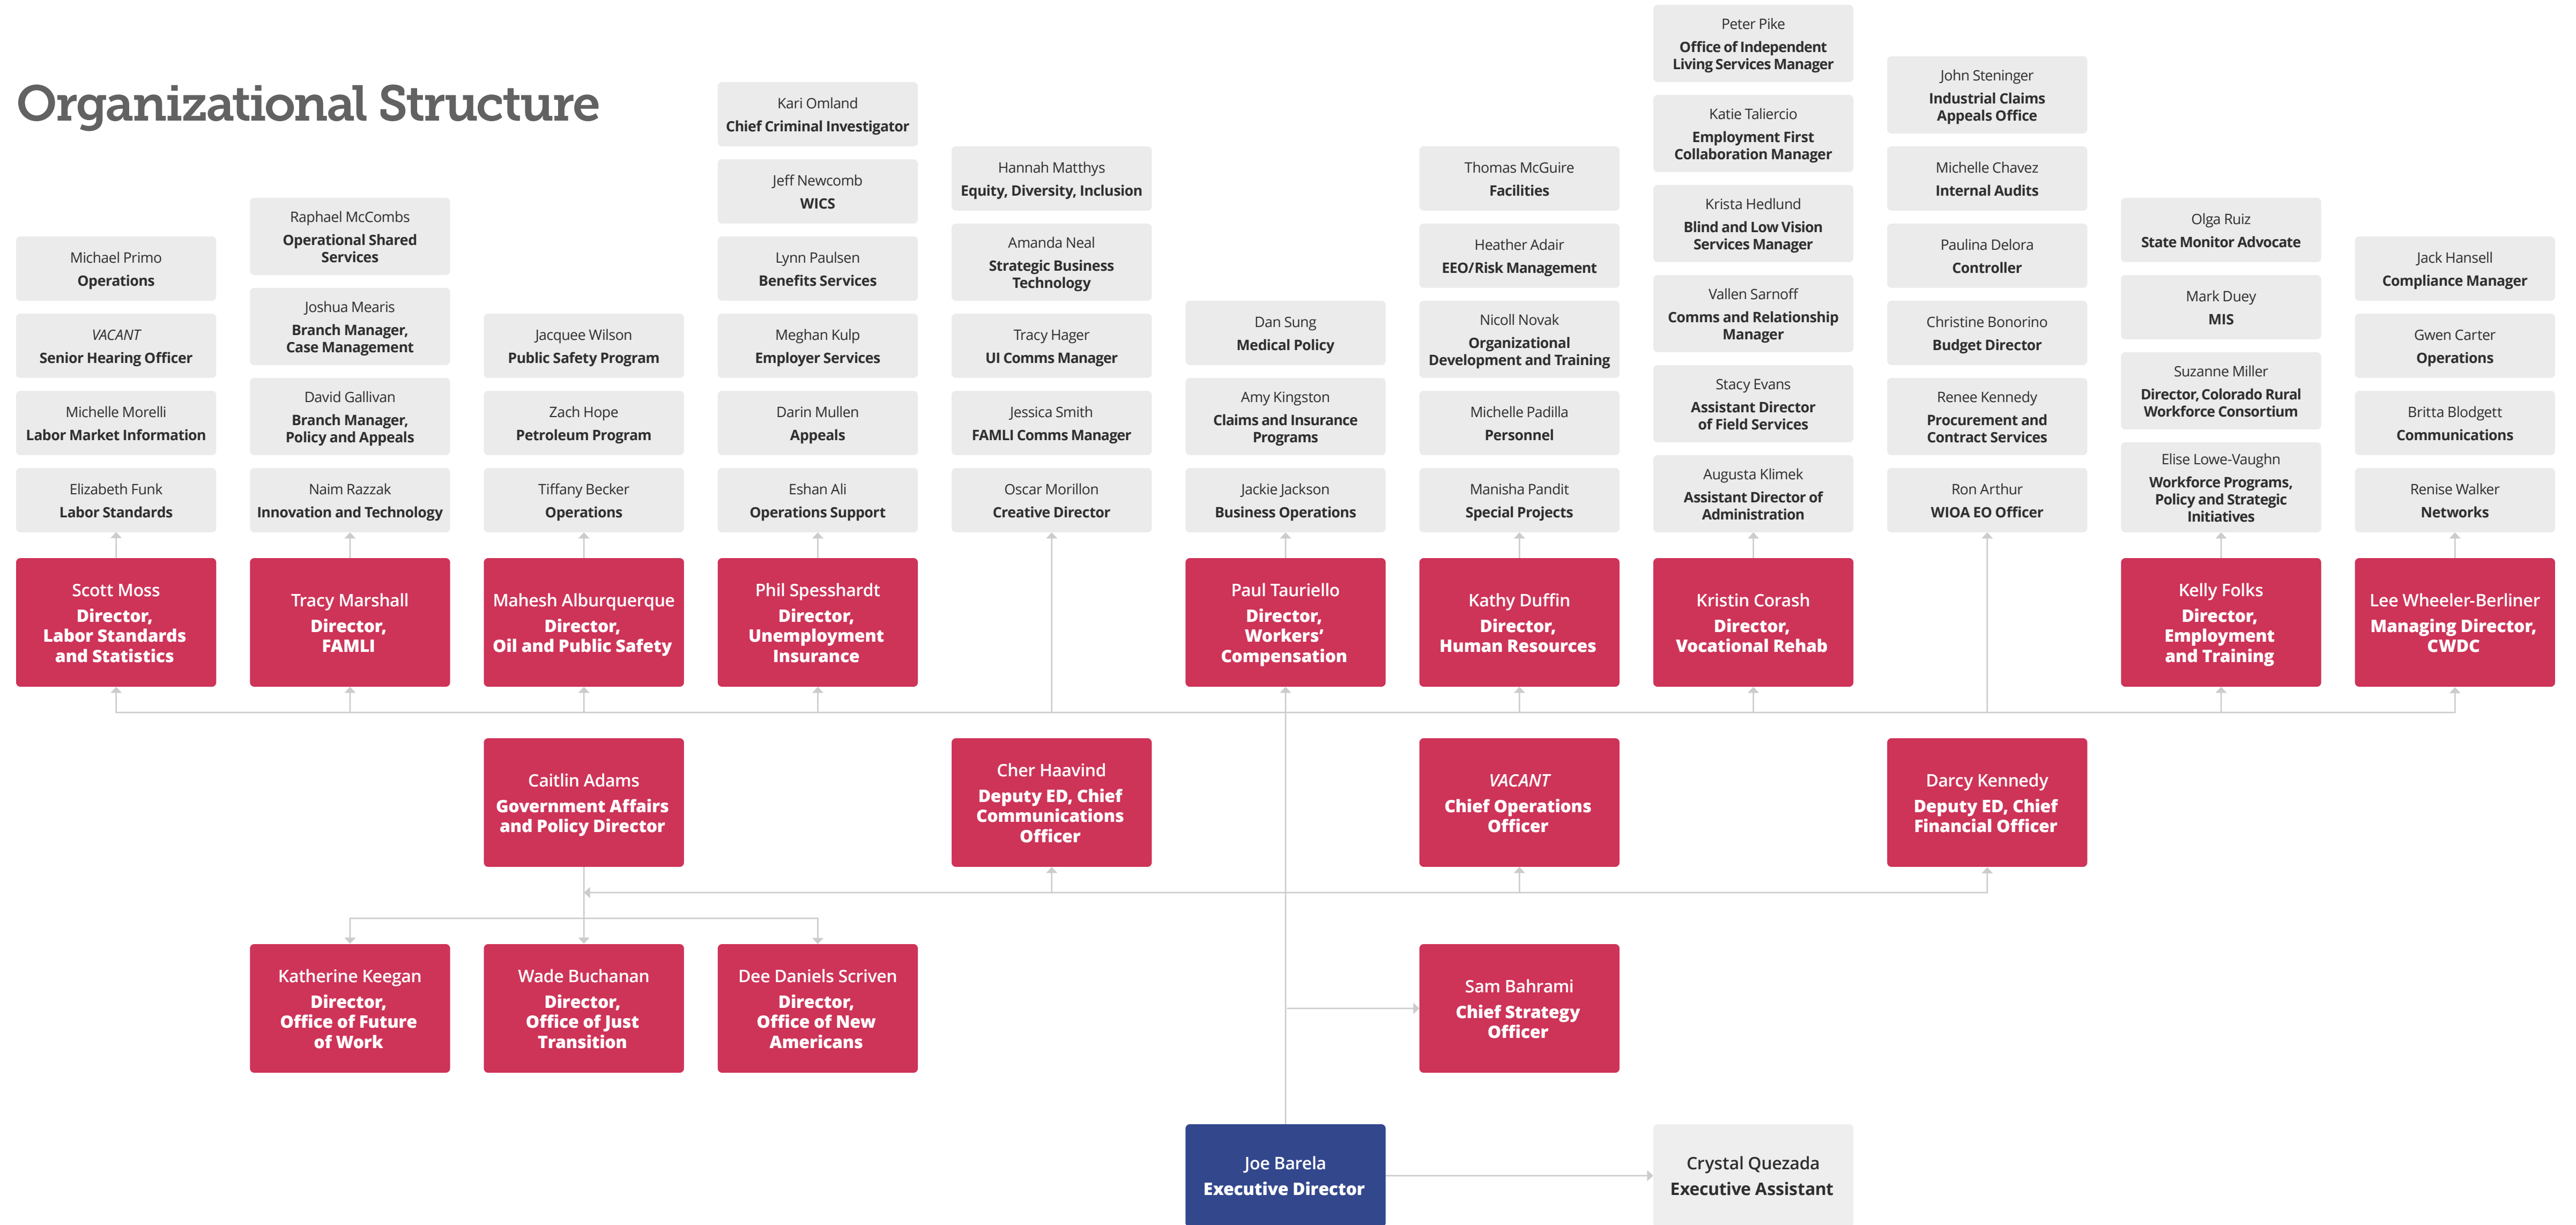 Organizational Structure
Michael Primo
Operations
VACANT
Senior Hearing Officer
Michelle Morelli
Labor Market Information
Elizabeth Funk
Labor Standards
Scott Moss
Director,
Labor Standards
and Statistics
Raphael McCombs
Operational Shared
Services
Joshua Mearis
Branch Manager,
Case Management
David Gallivan
Branch Manager,
Policy and Appeals
Naim Razzak
Innovation and Technology
Tracy Marshall
Director,
FAMLI
Jacquee Wilson
Public Safety Program
Zach Hope
Petroleum Program
Tiffany Becker
Operations
Mahesh Alburquerque
Director,
Oil and Public Safety
Kari Omland
Chief Criminal Investigator
Jeff Newcomb
WICS
Lynn Paulsen
Benefits Services
Meghan Kulp
Employer Services
Darin Mullen
Appeals
Eshan Ali
Operations Support
Phil Spesshardt
Director,
Unemployment
Insurance
Hannah Matthys
Equity, Diversity, Inclusion
Amanda Neal
Strategic Business
Technology
Tracy Hager
UI Comms Manager
Jessica Smith
FAMLI Comms Manager
Oscar Morillon
Creative Director
Dan Sung
Medical Policy
Amy Kingston
Claims and Insurance
Programs
Jackie Jackson
Business Operations
Paul Tauriello
Director,
Workers’
Compensation
Thomas McGuire
Facilities
Heather Adair
EEO/Risk Management
Nicoll Novak
Organizational
Development and Training
Michelle Padilla
Personnel
Manisha Pandit
Special Projects
Kathy Duffin
Director,
Human Resources
Peter Pike
Office of Independent
Living Services Manager
Katie Taliercio
Employment First
Collaboration Manager
Krista Hedlund
Blind and Low Vision
Services Manager
Vallen Sarnoff
Comms and Relationship
Manager
Stacy Evans
Assistant Director
of Field Services
Augusta Klimek
Assistant Director of
Administration
Kristin Corash
Director,
Vocational Rehab
John Steninger
Industrial Claims
Appeals Office
Michelle Chavez
Internal Audits
Paulina Delora
Controller
Christine Bonorino
Budget Director
Renee Kennedy
Procurement and
Contract Services
Ron Arthur
WIOA EO Officer
Olga Ruiz
State Monitor Advocate
Mark Duey
MIS
Suzanne Miller
Director, Colorado Rural
Workforce Consortium
Elise Lowe-Vaughn
Workforce Programs,
Policy and Strategic
Initiatives
Kelly Folks
Director,
Employment
and Training
Jack Hansell
Compliance Manager
Gwen Carter
Operations
Britta Blodgett
Communications
Renise Walker
Networks
Lee Wheeler-Berliner
Managing Director,
CWDC
Caitlin Adams
Government Affairs
and Policy Director
Cher Haavind
Deputy ED, Chief
Communications
Officer
VACANT
Chief Operations
Officer
Darcy Kennedy
Deputy ED, Chief
Financial Officer
Katherine Keegan
Director,
Office of Future
of Work
Wade Buchanan
Director,
Office of Just
Transition
Dee Daniels Scriven
Director,
Office of New
Americans
Sam Bahrami
Chief Strategy
Officer
Joe Barela
Executive Director
Crystal Quezada
Executive Assistant